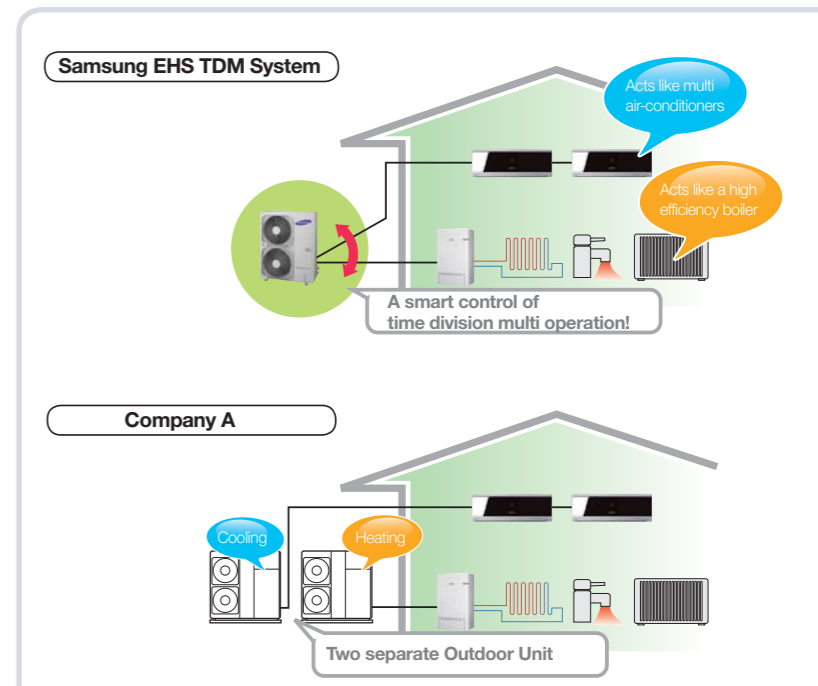 Samsung EHS TDM System
Acts like multi
air-conditioners
Acts like a high
efficiency boiler
A smart control of
time division multi operation!
Company A
Cooling
Heating
Two separate Outdoor Unit